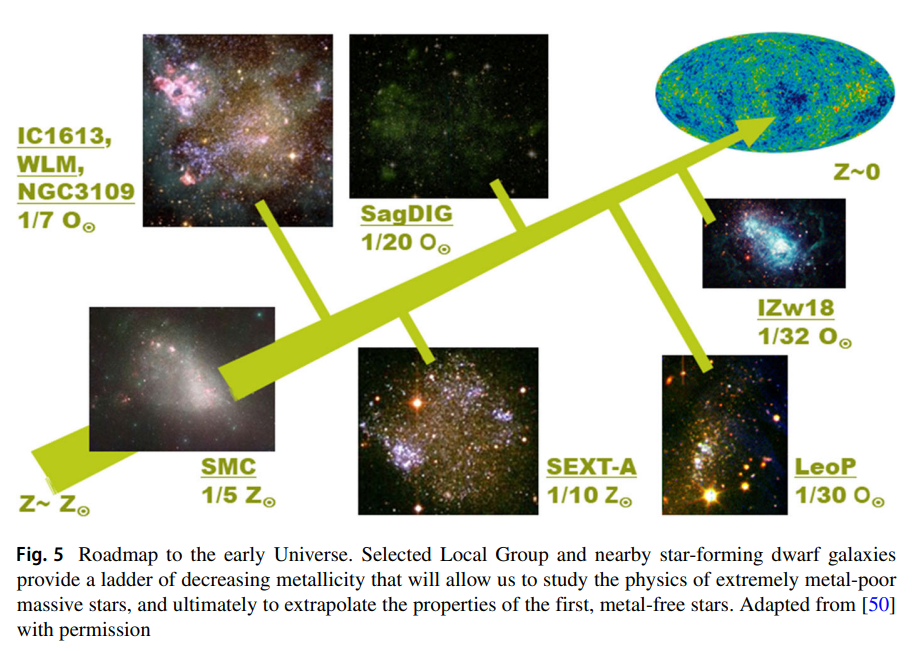 IC1613,
WLM,
NGC3109
1/7 O☉
SagDIG
1/20 O☉
Z~0
IZw18
1/32 O☉
SMC
1/5 Z☉
SEXT-A
1/10 Z☉
LeoP
1/30 O☉
Z~ Z☉
Fig. 5 Roadmap to the early Universe. Selected Local Group and nearby star-forming dwarf galaxies
provide a ladder of decreasing metallicity that will allow us to study the physics of extremely metal-poor
massive stars, and ultimately to extrapolate the properties of the first, metal-free stars. Adapted from [50]
with permission